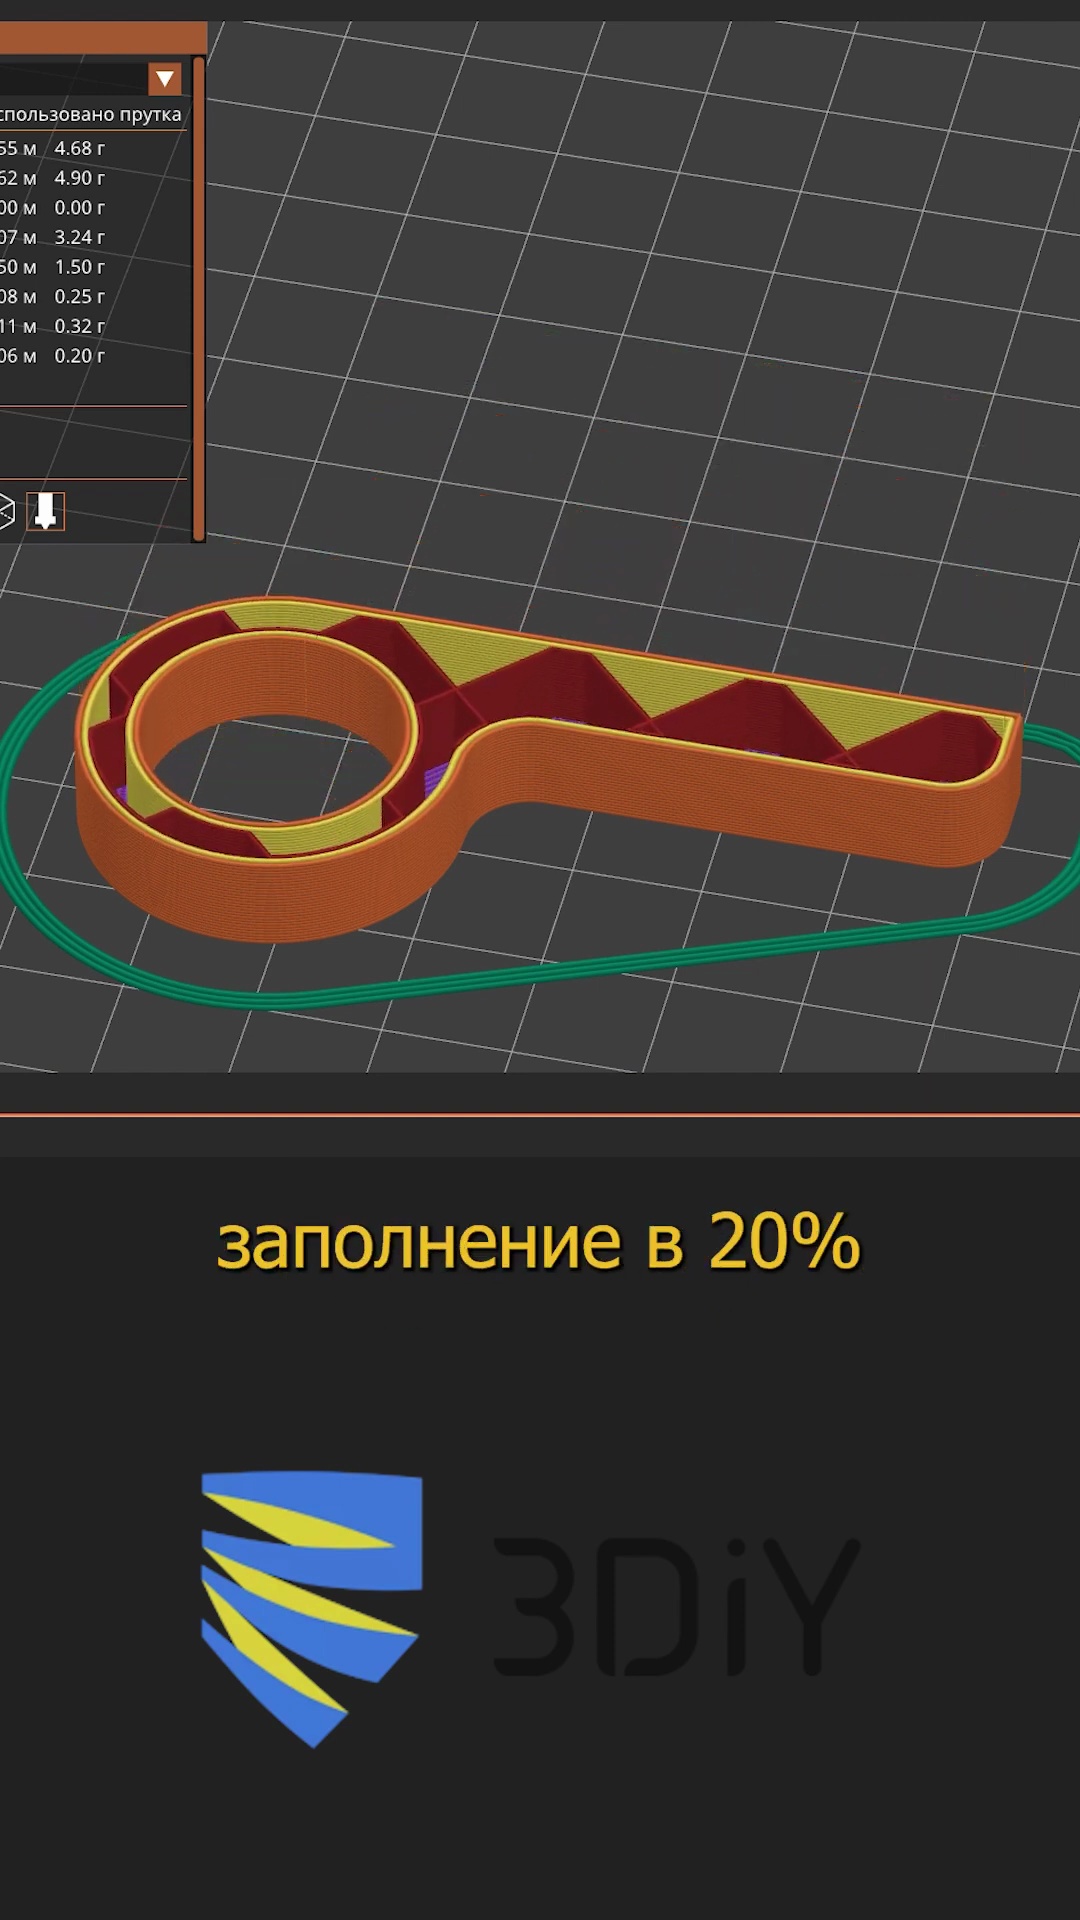 спользовано прутка
55 м 4.68 г
62 м 4.90 г
00 м 0.00 г
07 м 3.24 г
50 м 1.50 г
08 м 0.25 г
11 м 0.32 г
06 м 0.20 г
заполнение в 20%
3DiY